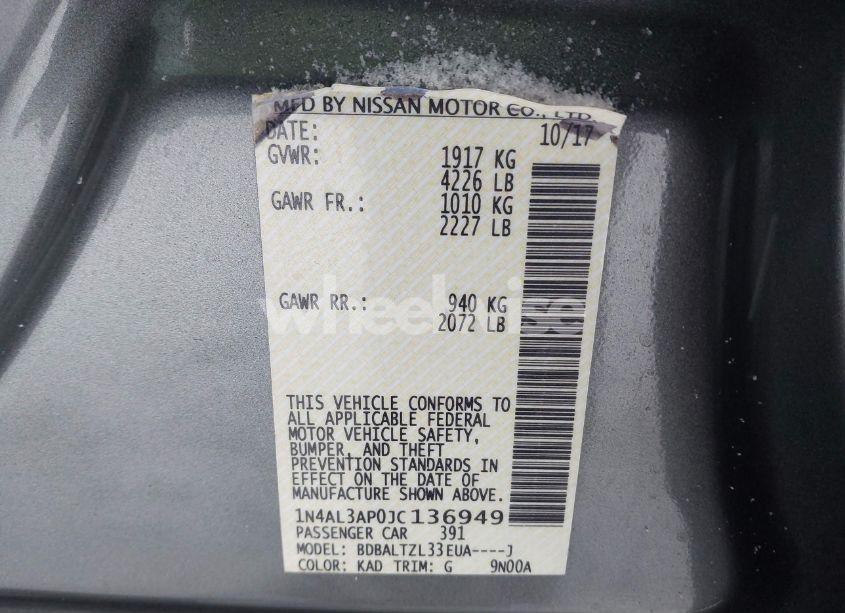 MFD BY NISSAN MOTOR CO., LTD.
DATE: 10/17
GVWR: 1917 KG
4226 LB
GAWR FR.: 1010 KG
2227 LB
GAWR RR.: 940 KG
2072 LB
wheelwise
THIS VEHICLE CONFORMS TO
ALL APPLICABLE FEDERAL
MOTOR VEHICLE SAFETY,
BUMPER, AND THEFT
PREVENTION STANDARDS IN
EFFECT ON THE DATE OF
MANUFACTURE SHOWN ABOVE.
1N4AL3AP0JC136949
PASSENGER CAR 391
MODEL: BDBALTZL33EUA----J
COLOR: KAD TRIM: G 9N00A